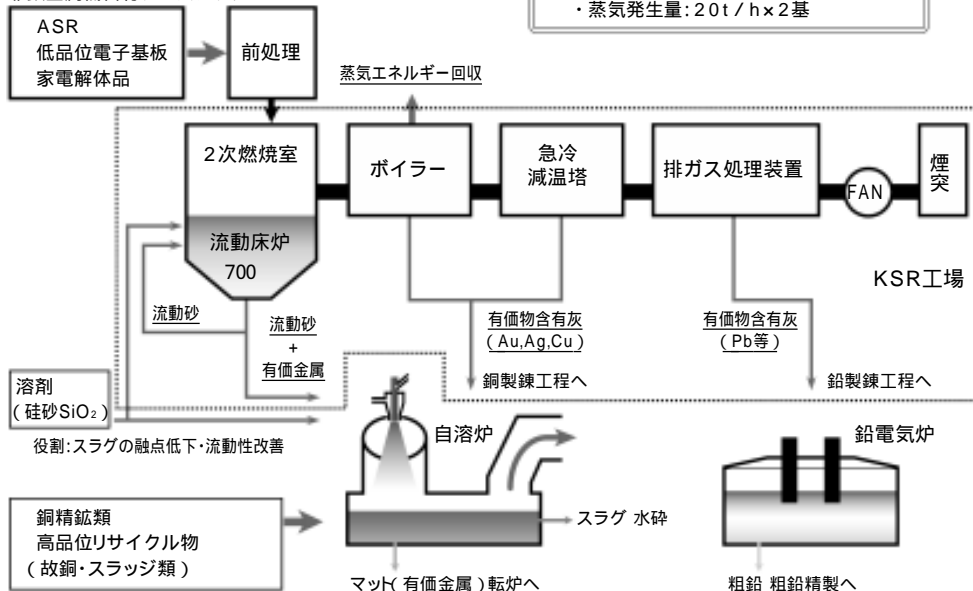 ・蒸気発生量:20t/h×2基
ASR
低品位電子基板
家電解体品
前処理
蒸気エネルギー回収
2次燃焼室
ボイラー
急冷
減温塔
排ガス処理装置
FAN
煙突
流動床炉
700
KSR工場
流動砂
流動砂
+
有価金属
有価物含有灰
(Au,Ag,Cu)
有価物含有灰
(Pb等)
銅製錬工程へ
鉛製錬工程へ
溶剤
(硅砂SiO₂)
役割:スラグの融点低下・流動性改善
自溶炉
鉛電気炉
銅精鉱類
高品位リサイクル物
(故銅・スラッジ類)
スラグ 水砕
マット(有価金属)転炉へ
粗鉛 粗鉛精製へ